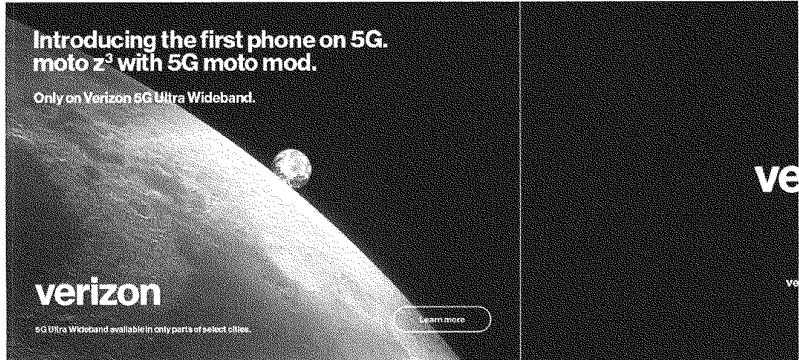 Introducing the first phone on 5G.
moto z³ with 5G moto mod.
Only on Verizon 5G Ultra Wideband.
verizon
5G Ultra Wideband available in only parts of select cities.
Learn more
ve
ve